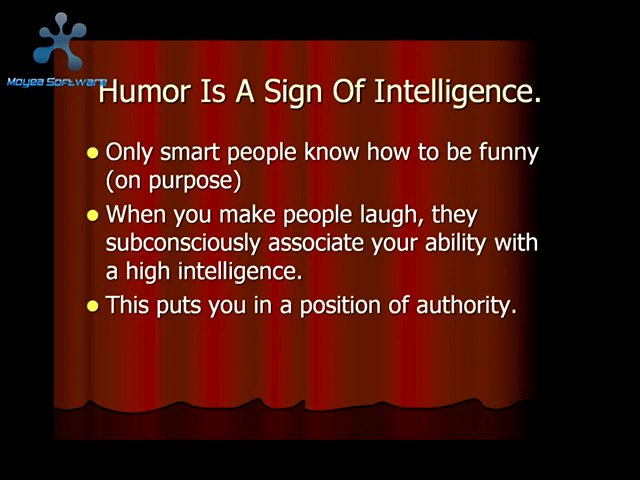 Moyea Software
Humor Is A Sign Of Intelligence.
Only smart people know how to be funny
(on purpose)
When you make people laugh, they
subconsciously associate your ability with
a high intelligence.
This puts you in a position of authority.